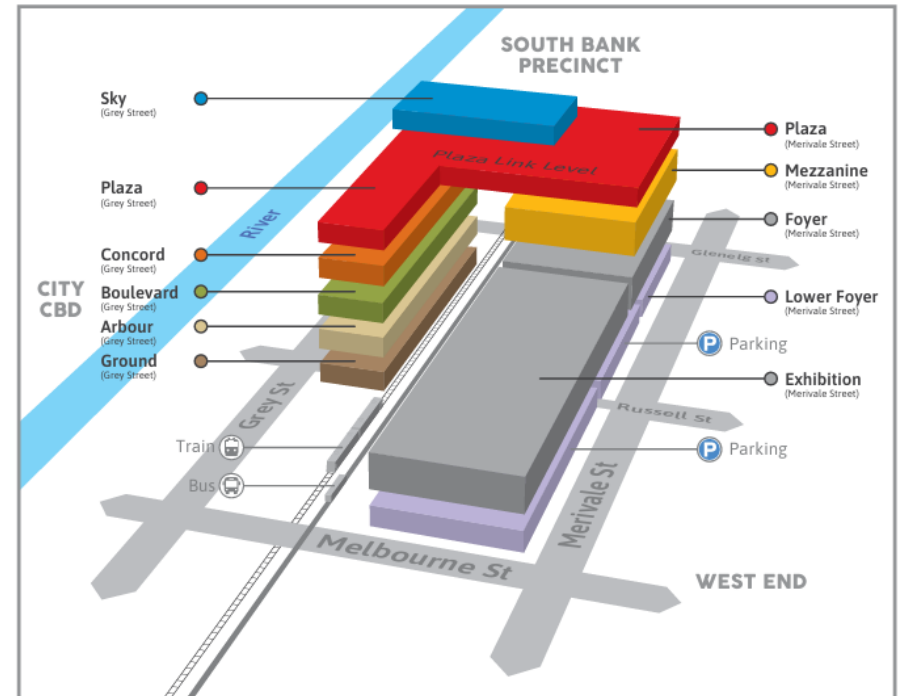 SOUTH BANK
PRECINCT
Sky
(Grey Street)
Plaza
(Merivale Street)
Plaza Link Level
Mezzanine
(Merivale Street)
Plaza
(Grey Street)
River
Foyer
(Merivale Street)
Concord
(Grey Street)
Glenelg St
CITY
CBD
Boulevard
(Grey Street)
Lower Foyer
(Merivale Street)
Arbour
(Grey Street)
P Parking
Ground
(Grey Street)
Exhibition
(Merivale Street)
Grey St
Russell St
Train
P Parking
Bus
Merivale St
Melbourne St
WEST END